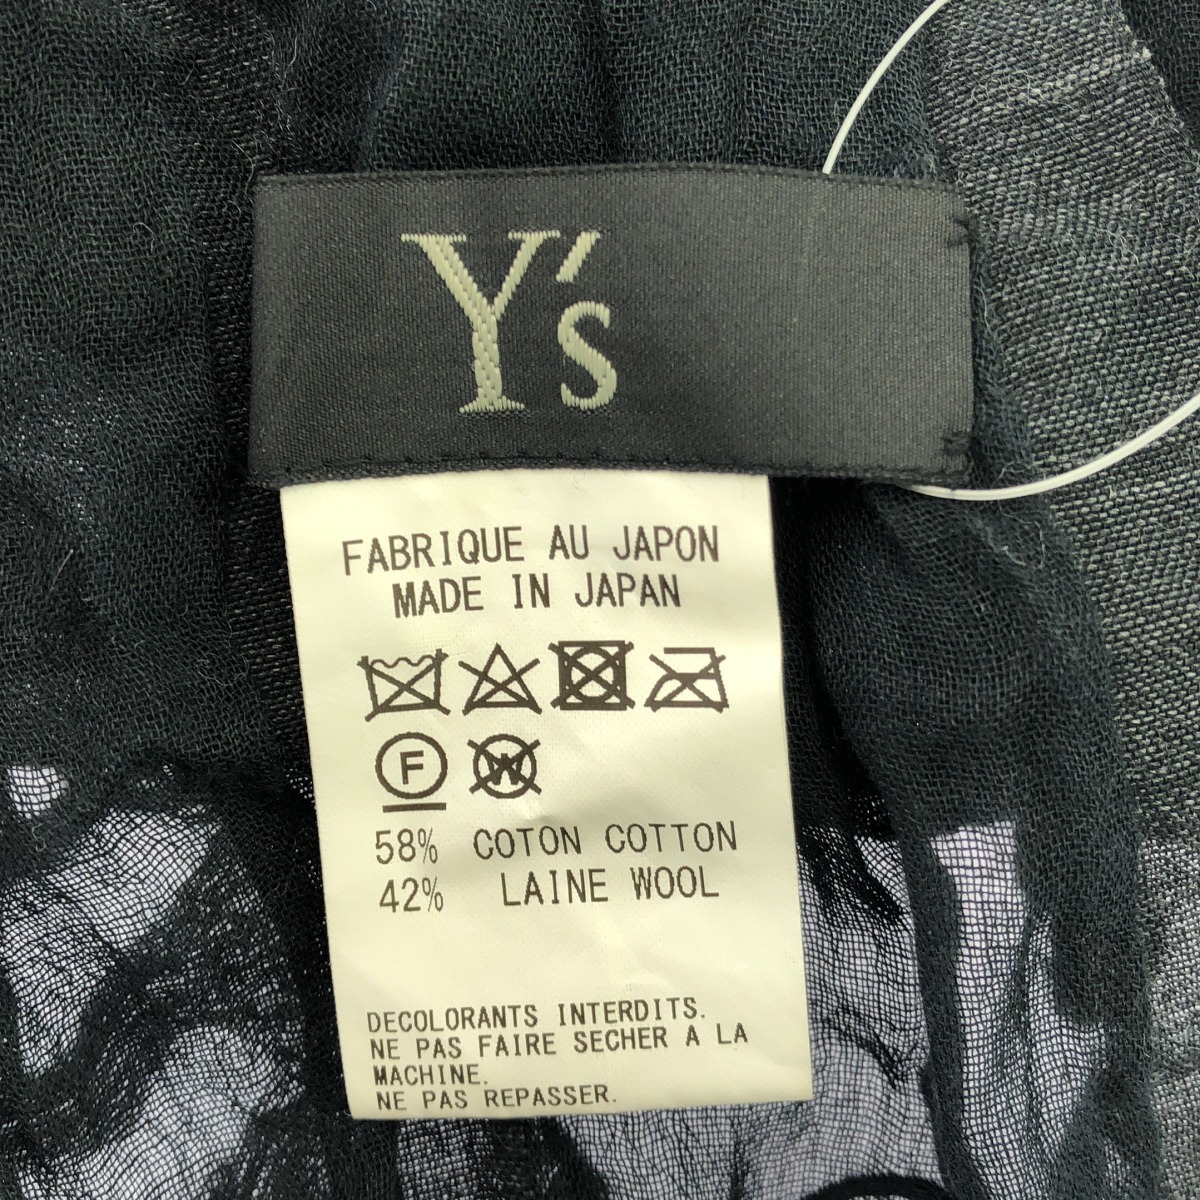 Y's
FABRIQUE AU JAPON
MADE IN JAPAN
F W
58% COTON COTTON
42% LAINE WOOL
DECOLORANTS INTERDITS.
NE PAS FAIRE SECHER A LA
MACHINE.
NE PAS REPASSER.